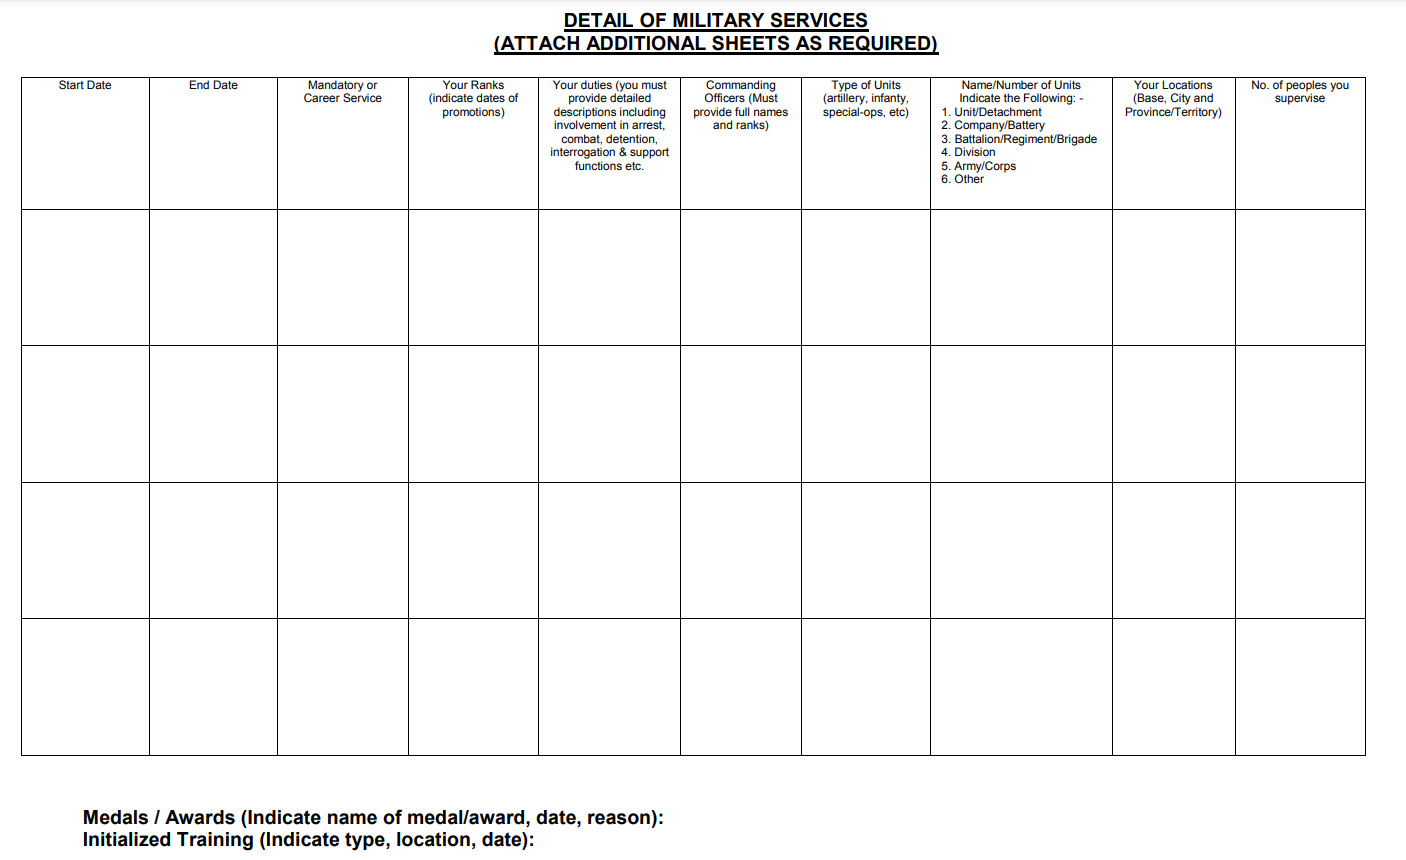 DETAIL OF MILITARY SERVICES
(ATTACH ADDITIONAL SHEETS AS REQUIRED)
Start Date
End Date
Mandatory or
Career Service
Your Ranks
(indicate dates of
promotions)
Your duties (you must
provide detailed
descriptions including
involvement in arrest,
combat, detention,
interrogation & support
functions etc.
Commanding
Officers (Must
provide full names
and ranks)
Type of Units
(artillery, infanty,
special-ops, etc)
Name/Number of Units
Indicate the Following: -
1. Unit/Detachment
2. Company/Battery
3. Battalion/Regiment/Brigade
4. Division
5. Army/Corps
6. Other
Your Locations
(Base, City and
Province/Territory)
No. of peoples you
supervise
Medals / Awards (Indicate name of medal/award, date, reason):
Initialized Training (Indicate type, location, date):